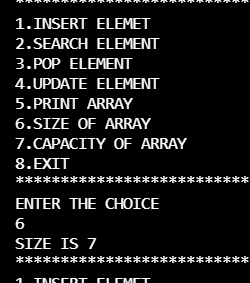 **************************
1.INSERT ELEMET
2.SEARCH ELEMENT
3.POP ELEMENT
4.UPDATE ELEMENT
5.PRINT ARRAY
6.SIZE OF ARRAY
7.CAPACITY OF ARRAY
8.EXIT
**************************
ENTER THE CHOICE
6
SIZE IS 7
**************************
1.INSERT ELEMET